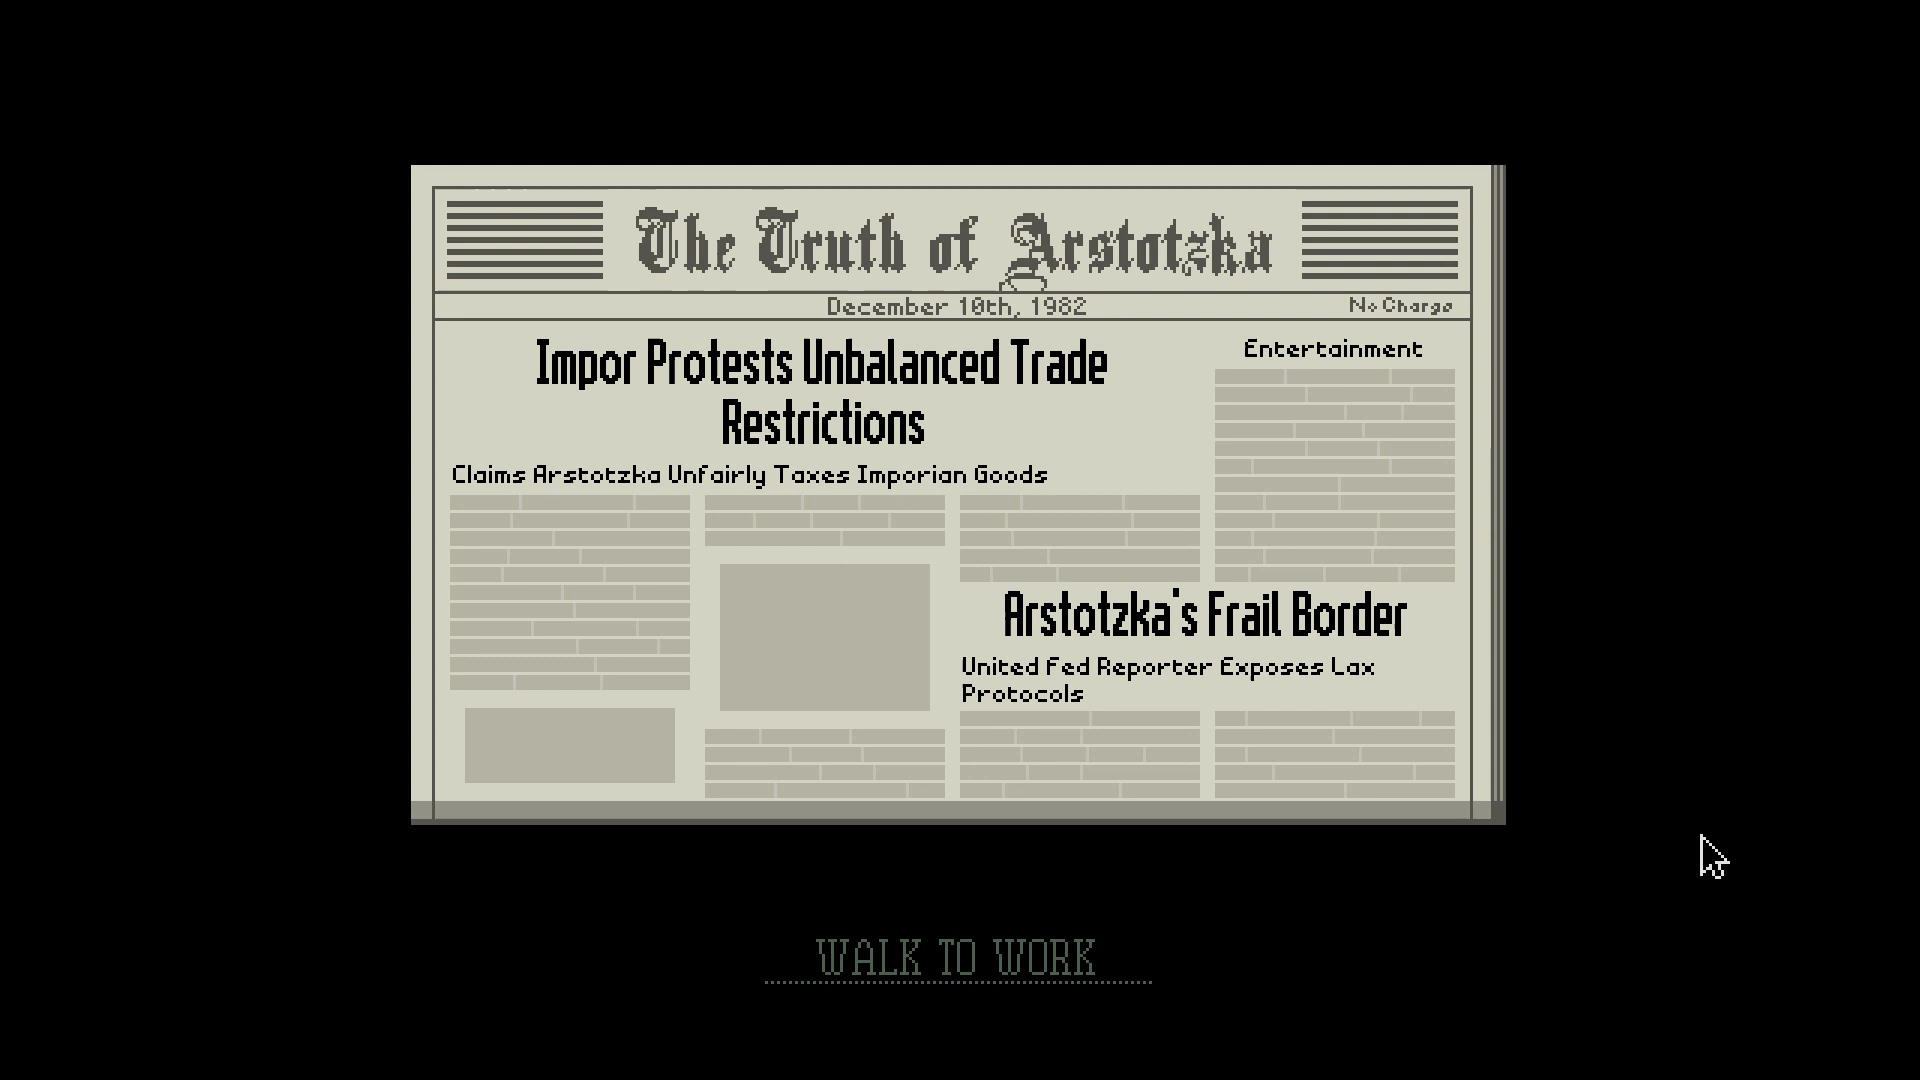 The Truth of Arstotzka
December 10th, 1982
No Charge
Impor Protests Unbalanced Trade
Restrictions
Claims Arstotzka Unfairly Taxes Imporian Goods
Entertainment
Arstotzka's Frail Border
United Fed Reporter Exposes Lax
Protocols
WALK TO WORK